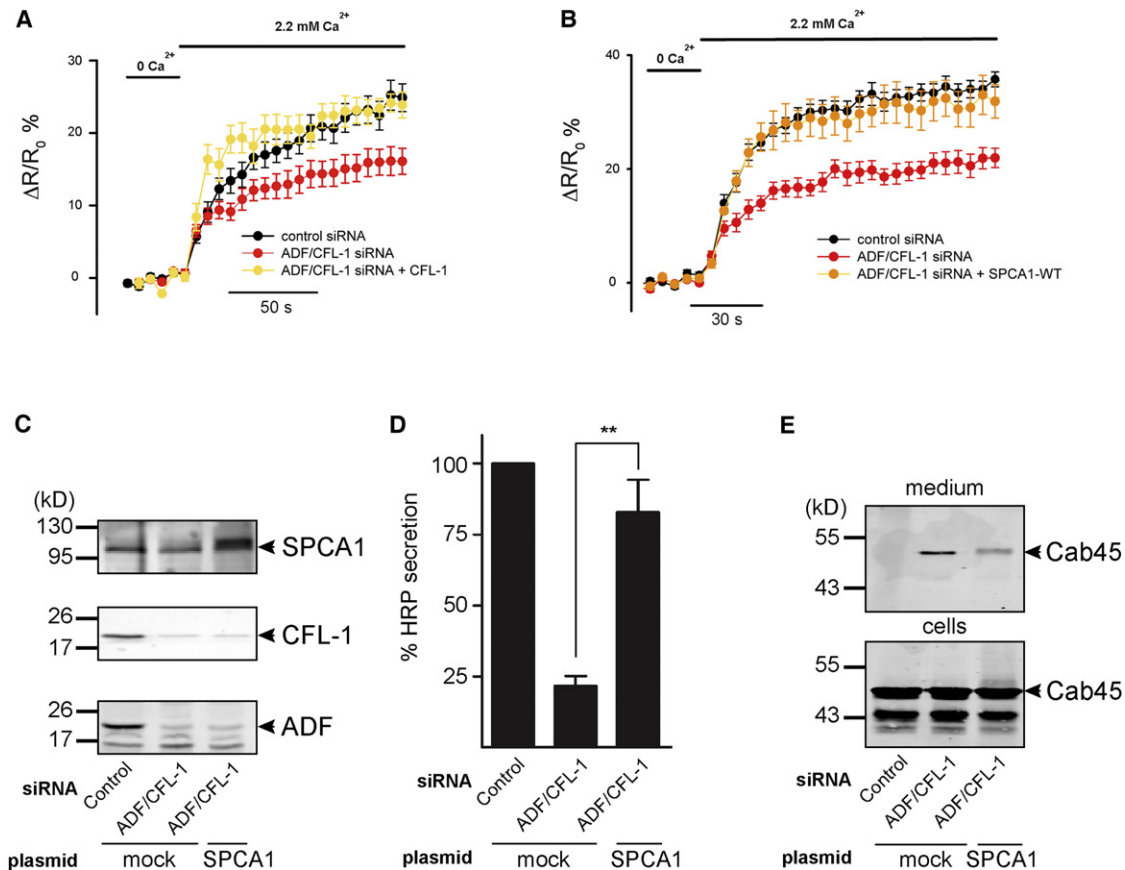 A
2.2 mM Ca2+
0 Ca2+
30
20
10
0
ΔR/R0 %
control siRNA
ADF/CFL-1 siRNA
ADF/CFL-1 siRNA + CFL-1
50 s
B
2.2 mM Ca2+
0 Ca2+
40
20
0
ΔR/R0 %
control siRNA
ADF/CFL-1 siRNA
ADF/CFL-1 siRNA + SPCA1-WT
30 s
C
(kD)
130
95
SPCA1
26
17
CFL-1
26
17
ADF
siRNA
Control
ADF/CFL-1
ADF/CFL-1
plasmid
mock
SPCA1
D
**
100
75
50
25
% HRP secretion
siRNA
Control
ADF/CFL-1
ADF/CFL-1
plasmid
mock
SPCA1
E
medium
(kD)
55
43
Cab45
cells
55
43
Cab45
siRNA
Control
ADF/CFL-1
ADF/CFL-1
plasmid
mock
SPCA1